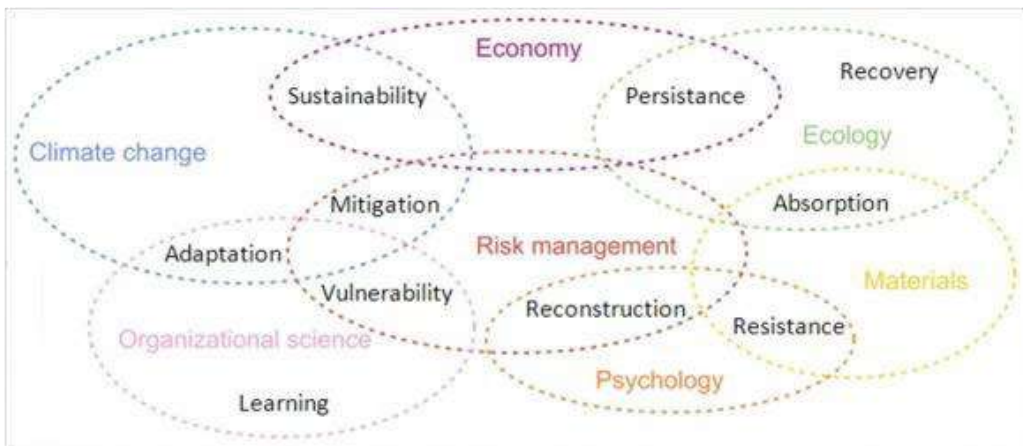 Economy
Recovery
Sustainability
Persistance
Ecology
Climate change
Mitigation
Absorption
Adaptation
Risk management
Materials
Vulnerability
Reconstruction
Resistance
Organizational science
Psychology
Learning